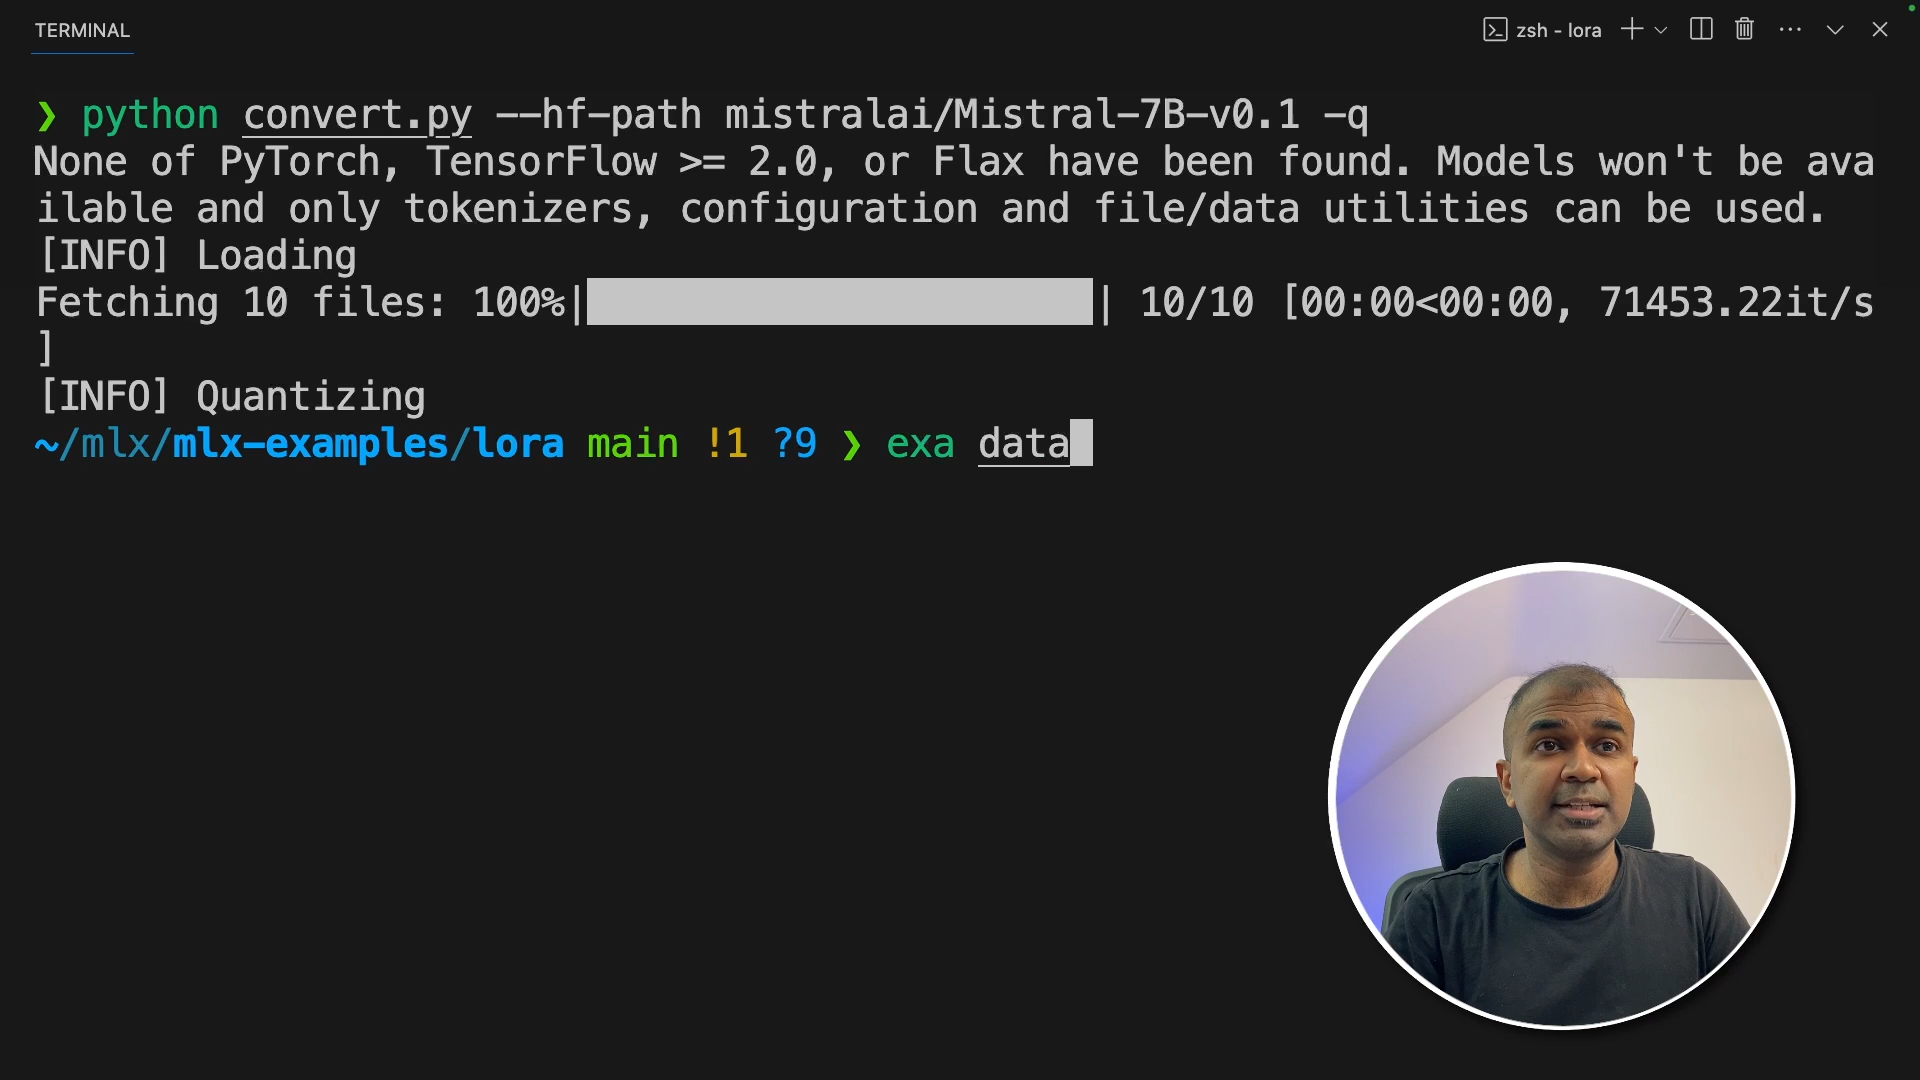 TERMINAL
zsh - lora
❯ python convert.py --hf-path mistralai/Mistral-7B-v0.1 -q
None of PyTorch, TensorFlow >= 2.0, or Flax have been found. Models won't be ava
ilable and only tokenizers, configuration and file/data utilities can be used.
[INFO] Loading
Fetching 10 files: 100%|██████████████████████| 10/10 [00:00<00:00, 71453.22it/s
]
[INFO] Quantizing
~/mlx/mlx-examples/lora main !1 ?9 ❯ exa data